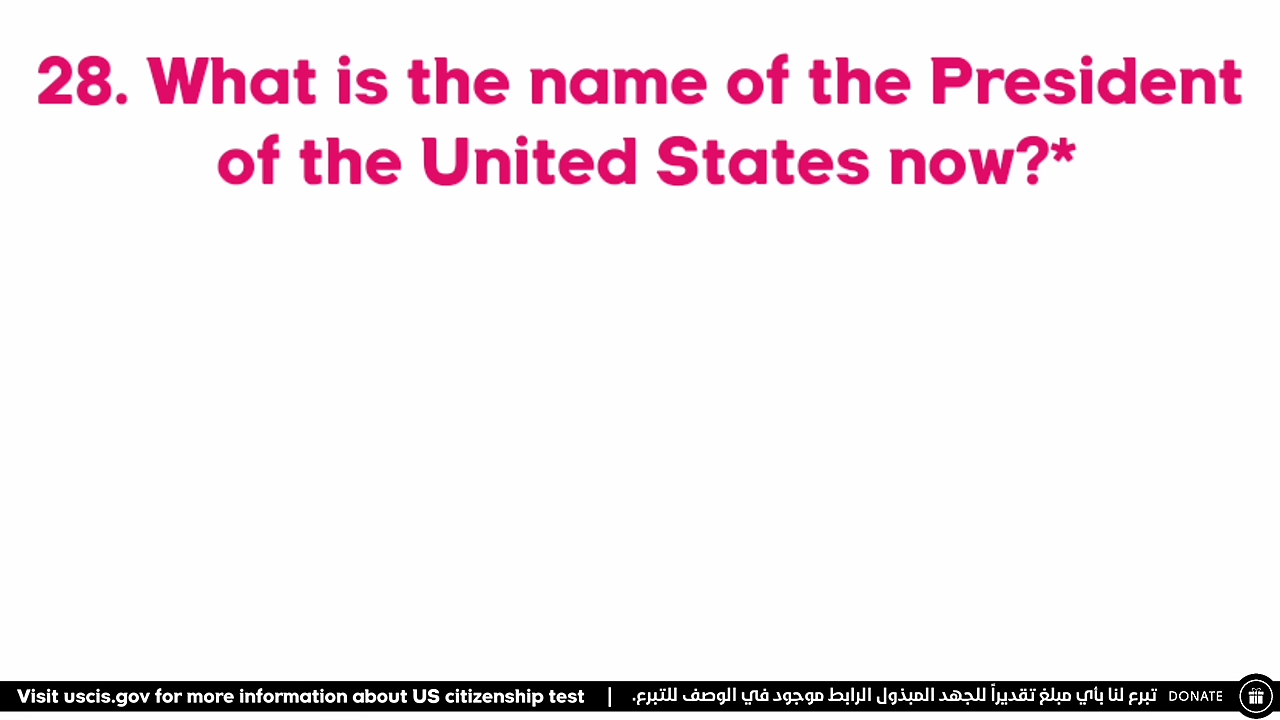 28. What is the name of the President
of the United States now?*
Visit uscis.gov for more information about US citizenship test | تبرع لنا بأي مبلغ تقديراً للجهد المبذول الرابط موجود في الوصف للتبرع. DONATE